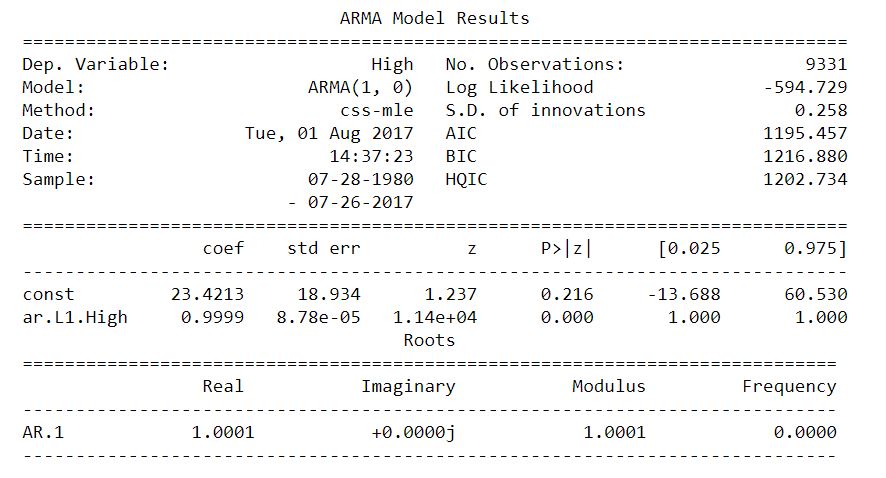 ARMA Model Results
==============================================================================
Dep. Variable:                   High   No. Observations:                 9331
Model:                     ARMA(1, 0)   Log Likelihood                -594.729
Method:                       css-mle   S.D. of innovations              0.258
Date:                Tue, 01 Aug 2017   AIC                           1195.457
Time:                        14:37:23   BIC                           1216.880
Sample:                    07-28-1980   HQIC                          1202.734
- 07-26-2017
==============================================================================
coef    std err          z      P>|z|      [0.025      0.975]
------------------------------------------------------------------------------
const         23.4213     18.934      1.237      0.216     -13.688      60.530
ar.L1.High     0.9999   8.78e-05   1.14e+04      0.000       1.000       1.000
Roots
=============================================================================
Real           Imaginary           Modulus         Frequency
-----------------------------------------------------------------------------
AR.1            1.0001           +0.0000j            1.0001            0.0000
-----------------------------------------------------------------------------